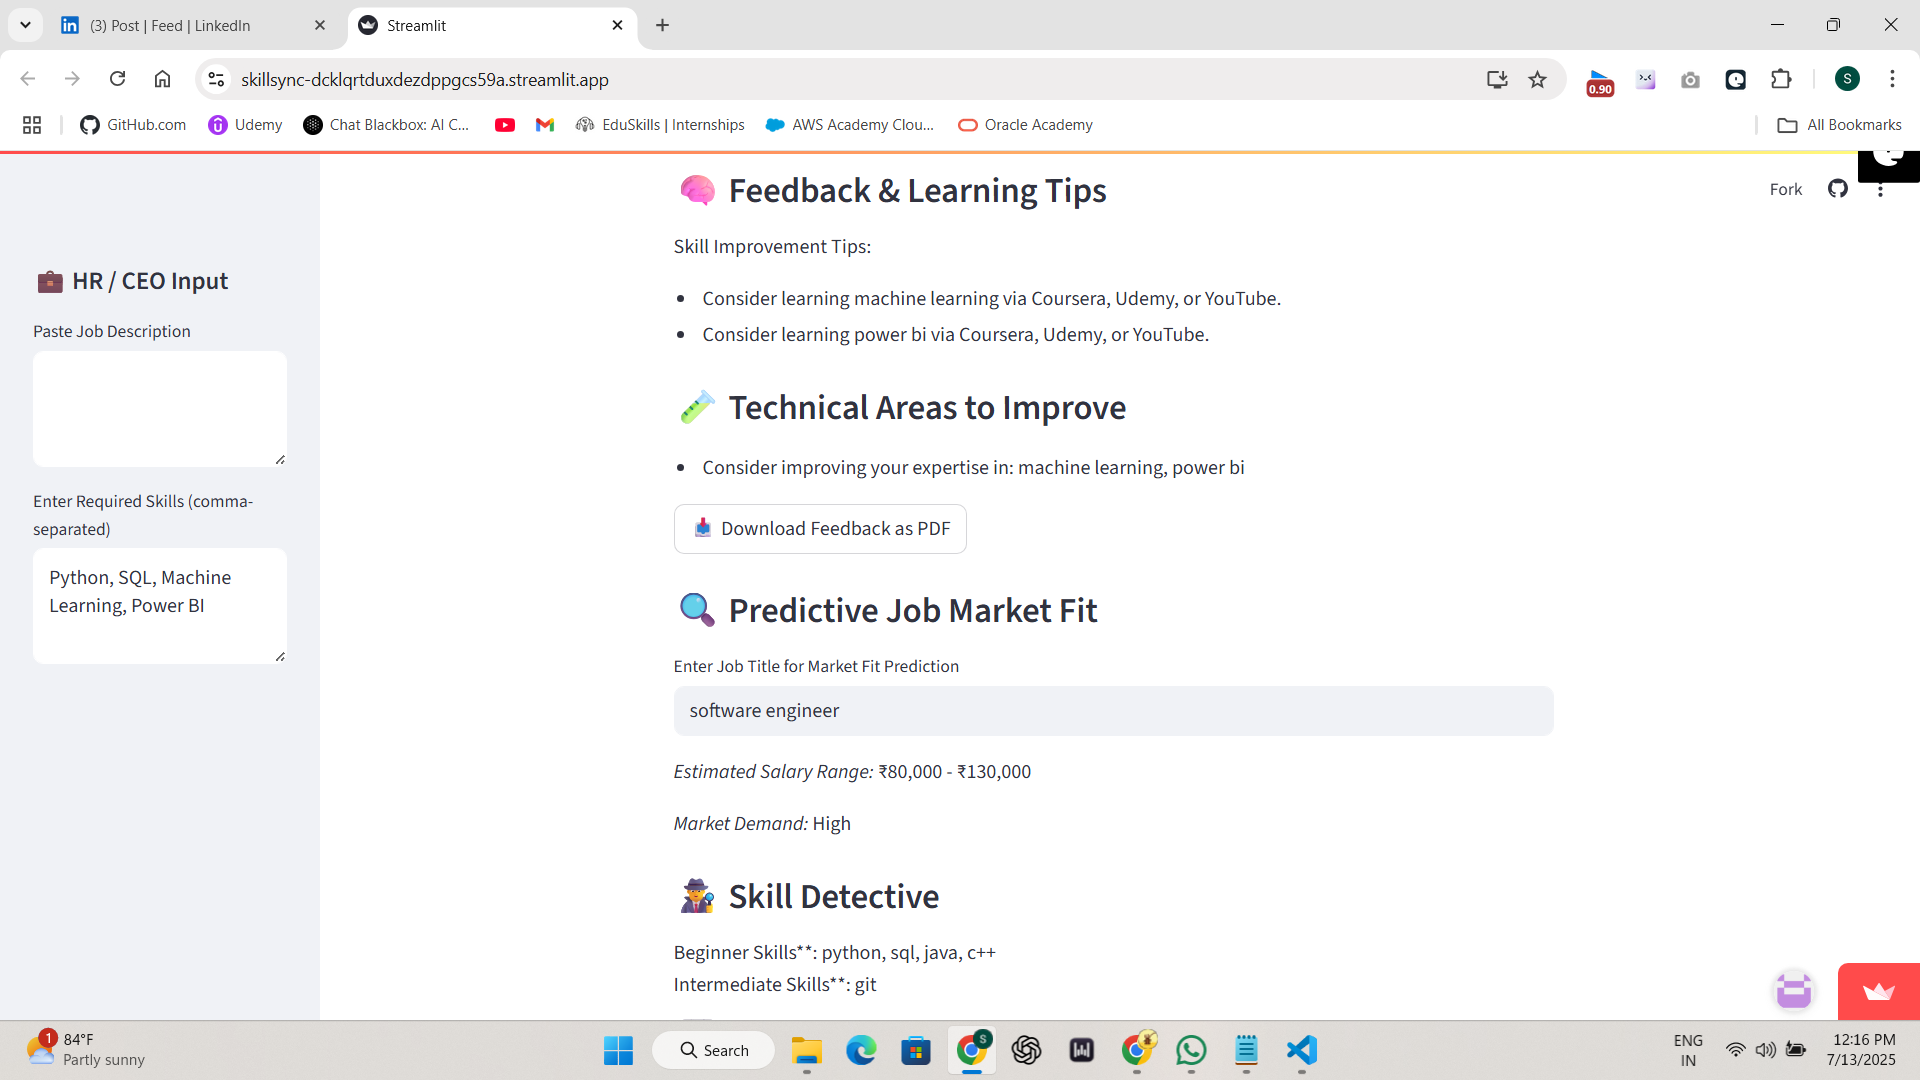 (3) Post | Feed | LinkedIn
Streamlit
skillsync-dcklqrtduxdezdppgcs59a.streamlit.app
0.90
S
GitHub.com
Udemy
Chat Blackbox: AI C...
EduSkills | Internships
AWS Academy Clou...
Oracle Academy
All Bookmarks
Fork
HR / CEO Input
Paste Job Description
Enter Required Skills (comma-
separated)
Python, SQL, Machine
Learning, Power BI
Feedback & Learning Tips
Skill Improvement Tips:
• Consider learning machine learning via Coursera, Udemy, or YouTube.
• Consider learning power bi via Coursera, Udemy, or YouTube.
Technical Areas to Improve
• Consider improving your expertise in: machine learning, power bi
Download Feedback as PDF
Predictive Job Market Fit
Enter Job Title for Market Fit Prediction
software engineer
Estimated Salary Range: ₹80,000 - ₹130,000
Market Demand: High
Skill Detective
Beginner Skills**: python, sql, java, c++
Intermediate Skills**: git
1
84°F
Partly sunny
Search
S
ENG
IN
12:16 PM
7/13/2025